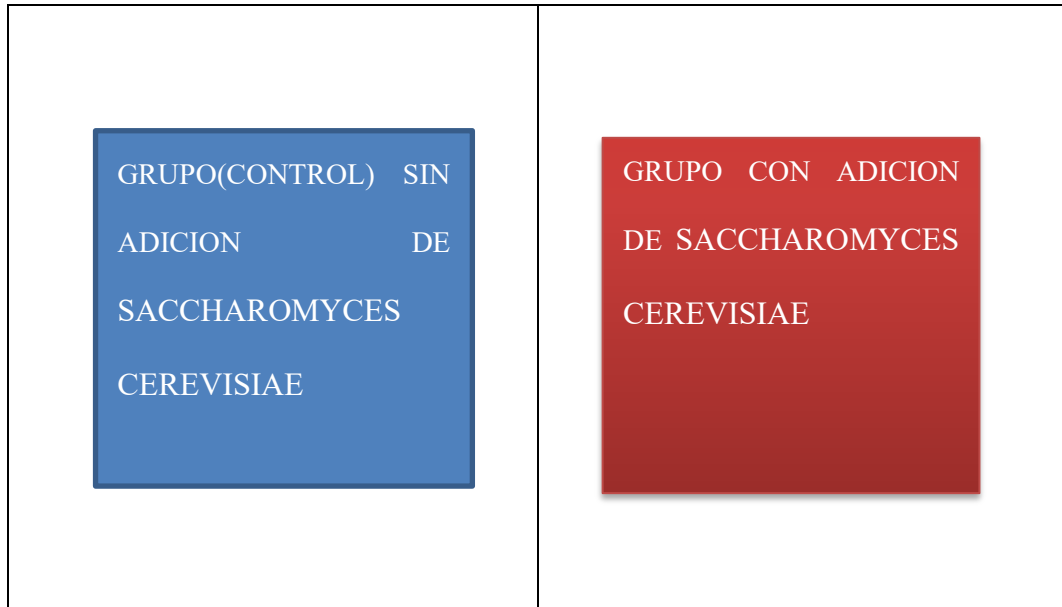 GRUPO(CONTROL) SIN
ADICION DE
SACCHAROMYCES
CEREVISIAE
GRUPO CON ADICION
DE SACCHAROMYCES
CEREVISIAE